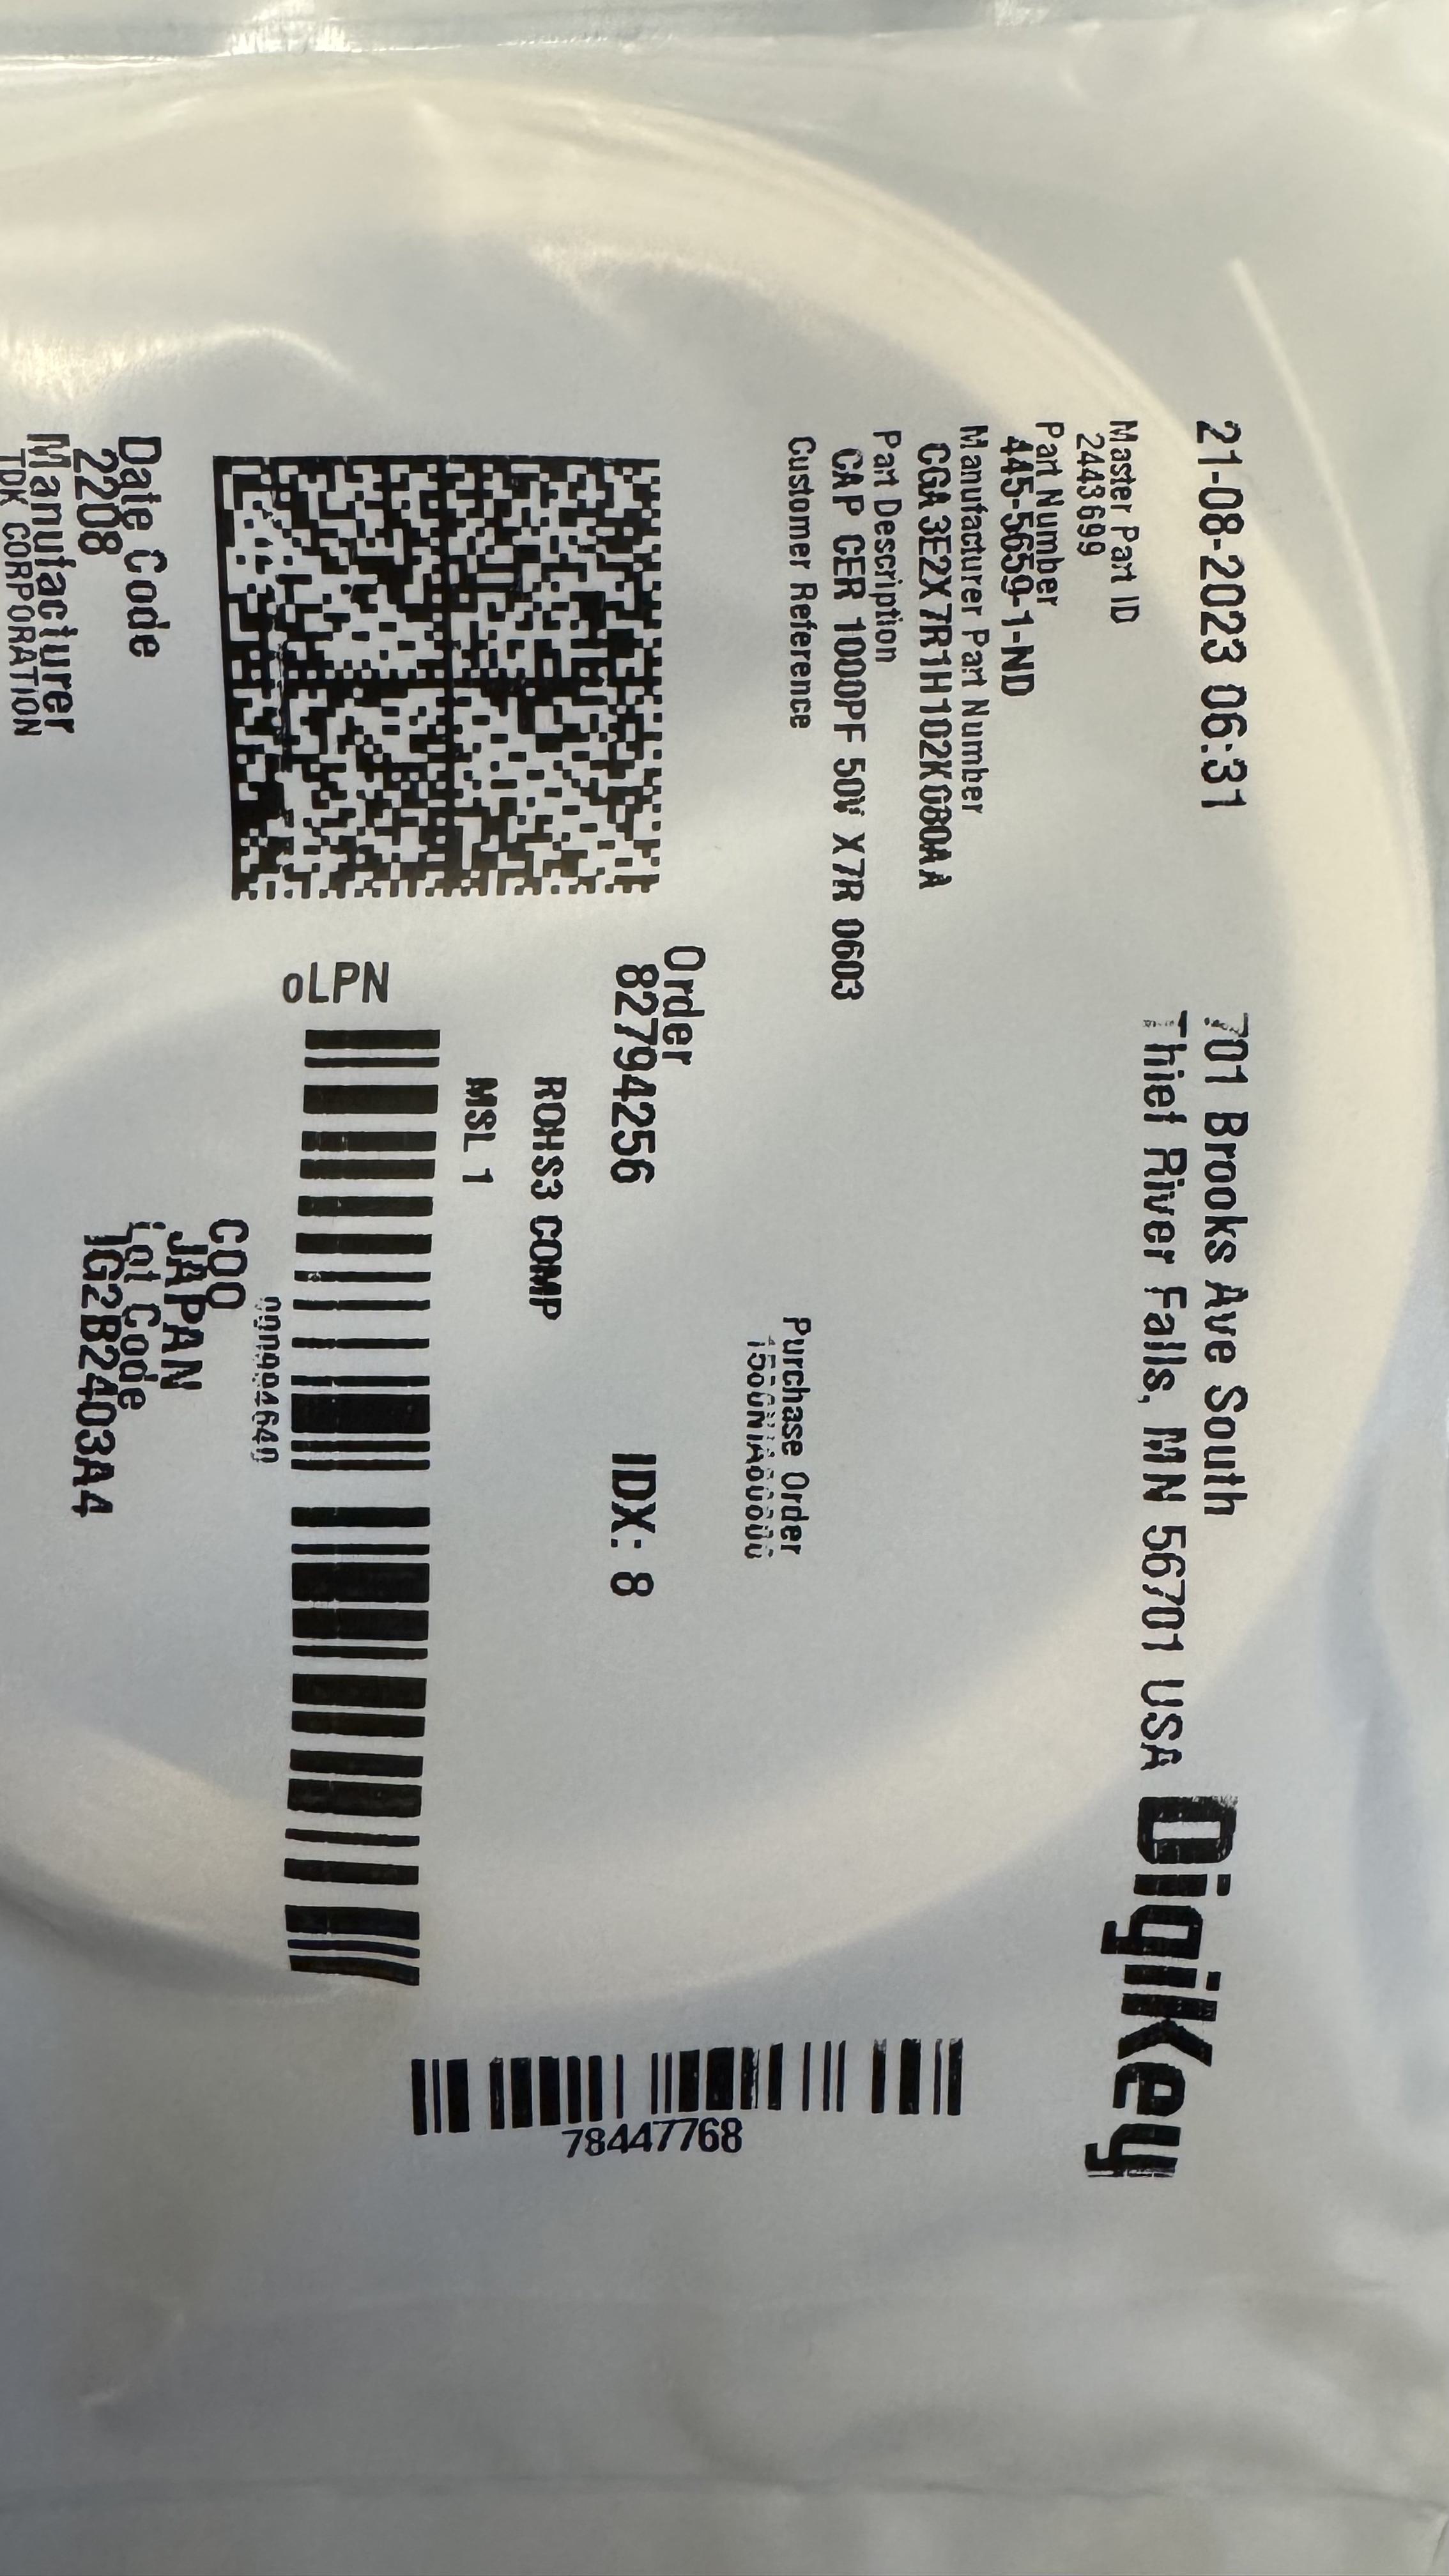 21-08-2023 06:31
701 Brooks Ave South
Thief River Falls, MN 56701 USA
DigiKey
Master Part ID
2443699
Part Number
445-5659-1-ND
Manufacturer Part Number
CGA3E2X7R1H102K080AA
Part Description
CAP CER 1000PF 50V X7R 0603
Customer Reference
Purchase Order
Order
82794256
IDX: 8
ROHS3 COMP
MSL 1
oLPN
78447768
COO
JAPAN
Lot Code
IG2B2403A4
Date Code
2208
Manufacturer
TDK CORPORATION